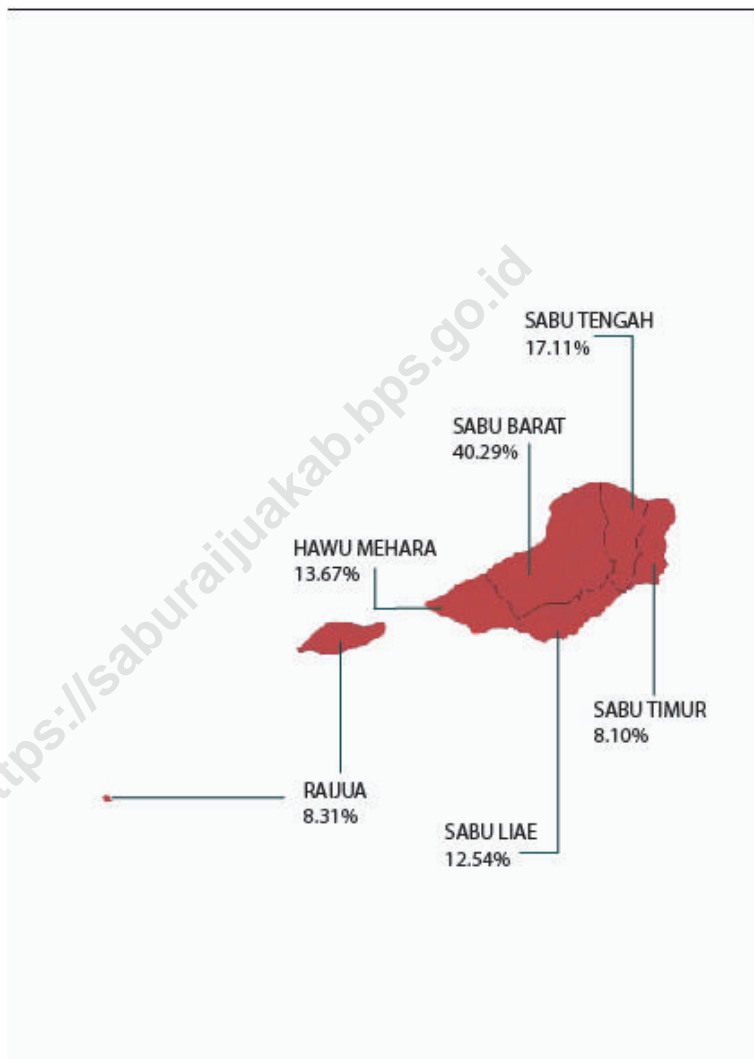 SABU TENGAH
17.11%
SABU BARAT
40.29%
HAWU MEHARA
13.67%
SABU TIMUR
8.10%
RAIJUA
8.31%
SABU LIAE
12.54%
https://saburaijuakab.bps.go.id